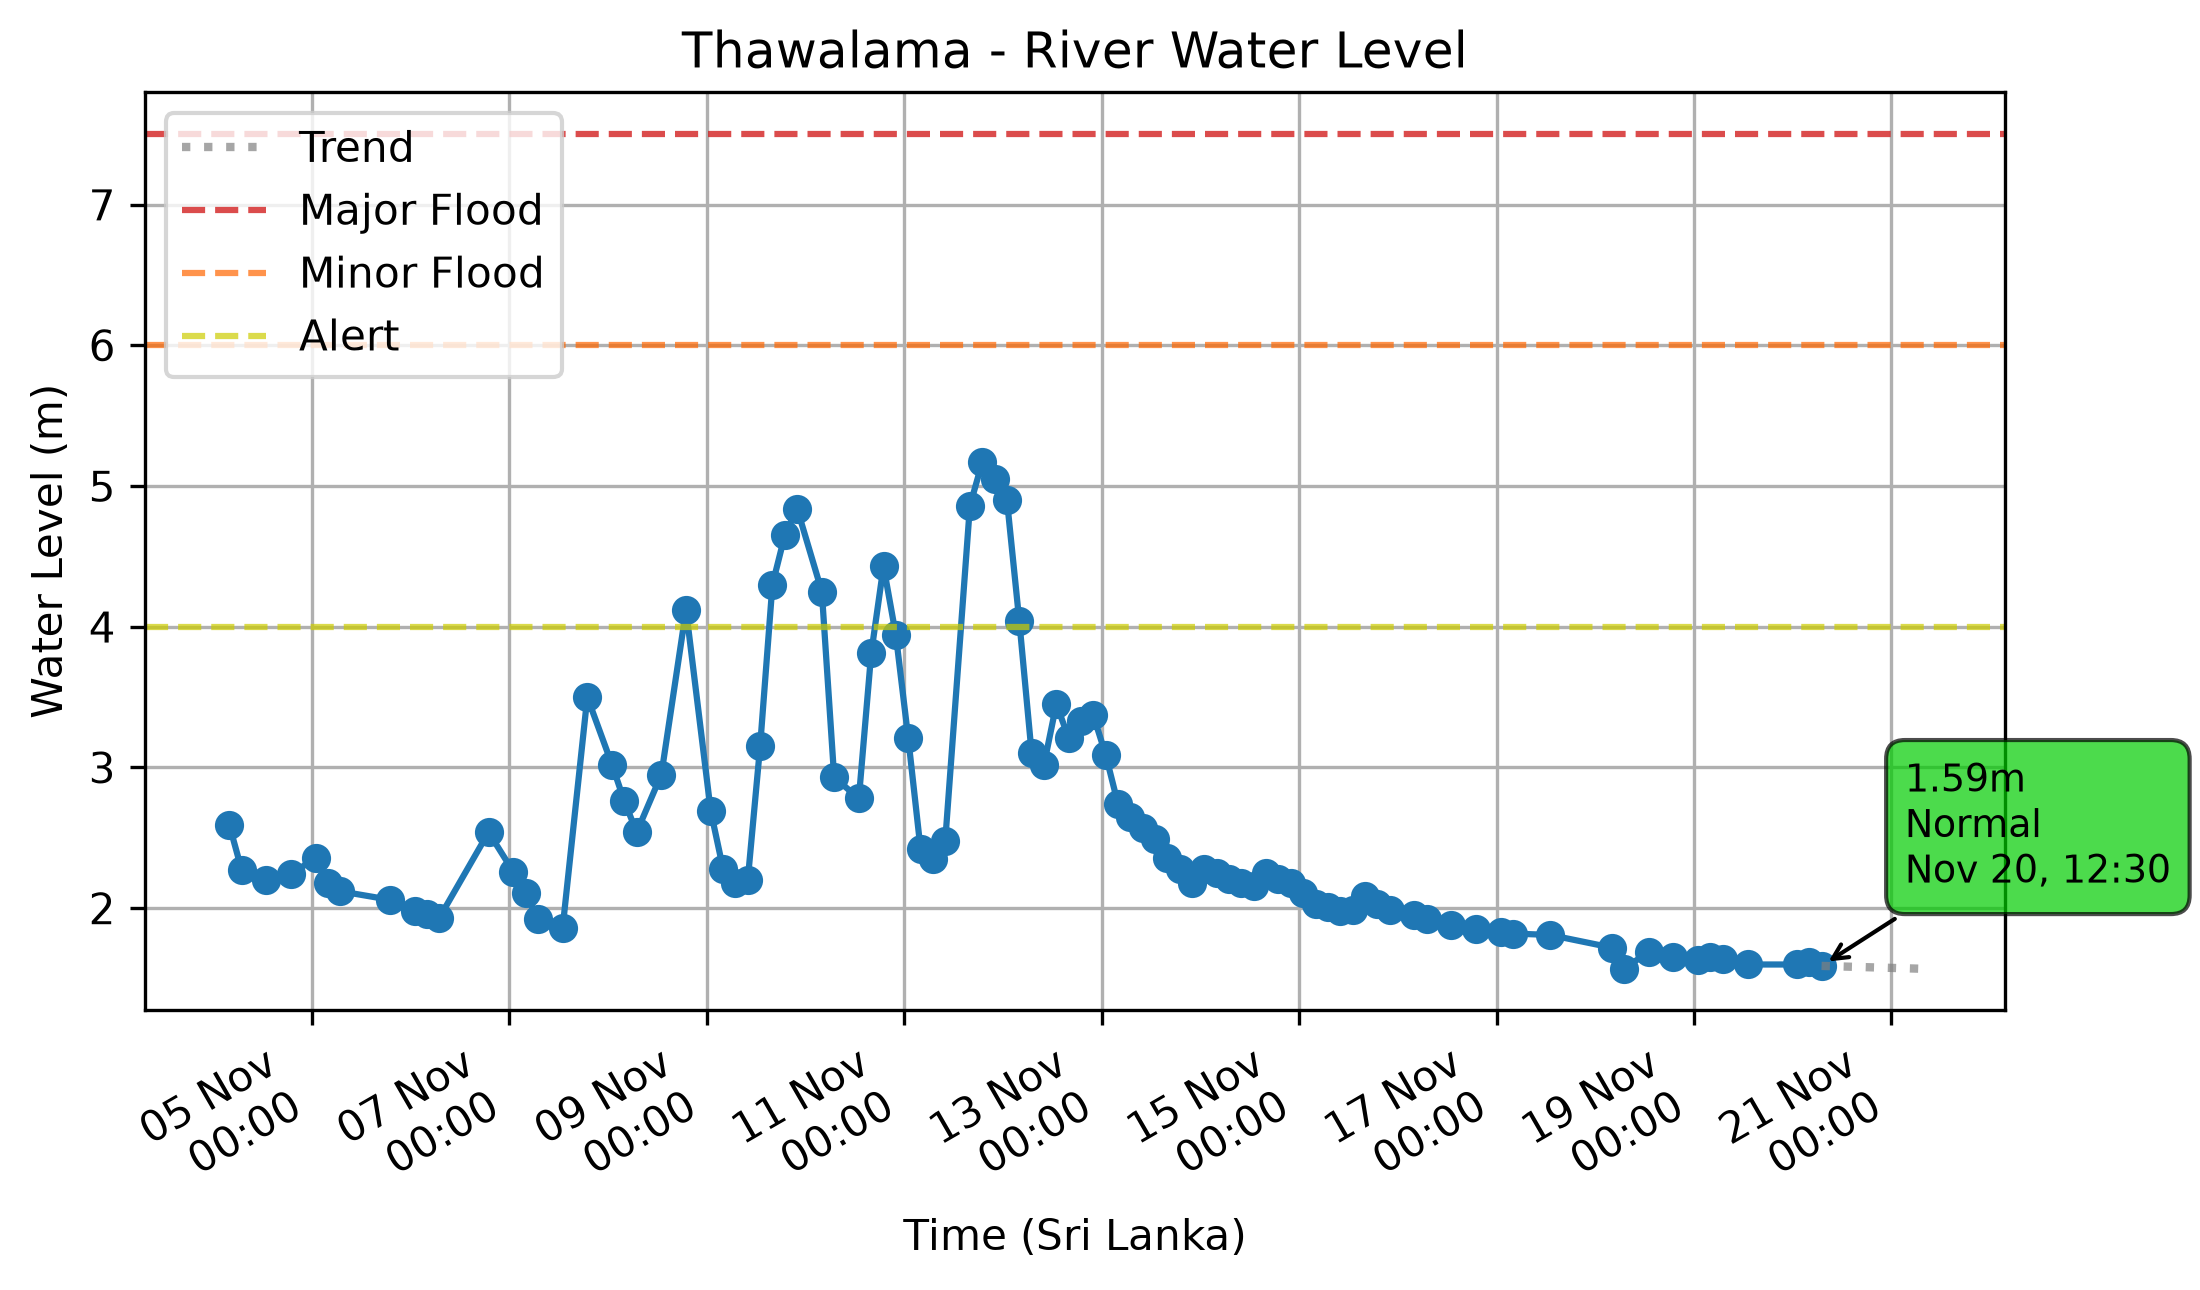 Thawalama - River Water Level
Trend
Major Flood
Minor Flood
Alert
Water Level (m)
7
6
5
4
3
2
1.59m
Normal
Nov 20, 12:30
05 Nov
00:00
07 Nov
00:00
09 Nov
00:00
11 Nov
00:00
13 Nov
00:00
15 Nov
00:00
17 Nov
00:00
19 Nov
00:00
21 Nov
00:00
Time (Sri Lanka)